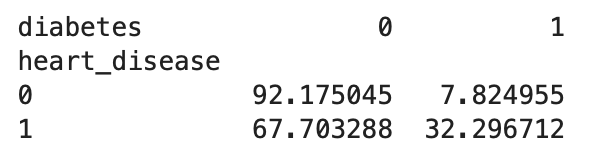 diabetes 0 1
heart_disease
0 92.175045 7.824955
1 67.703288 32.296712